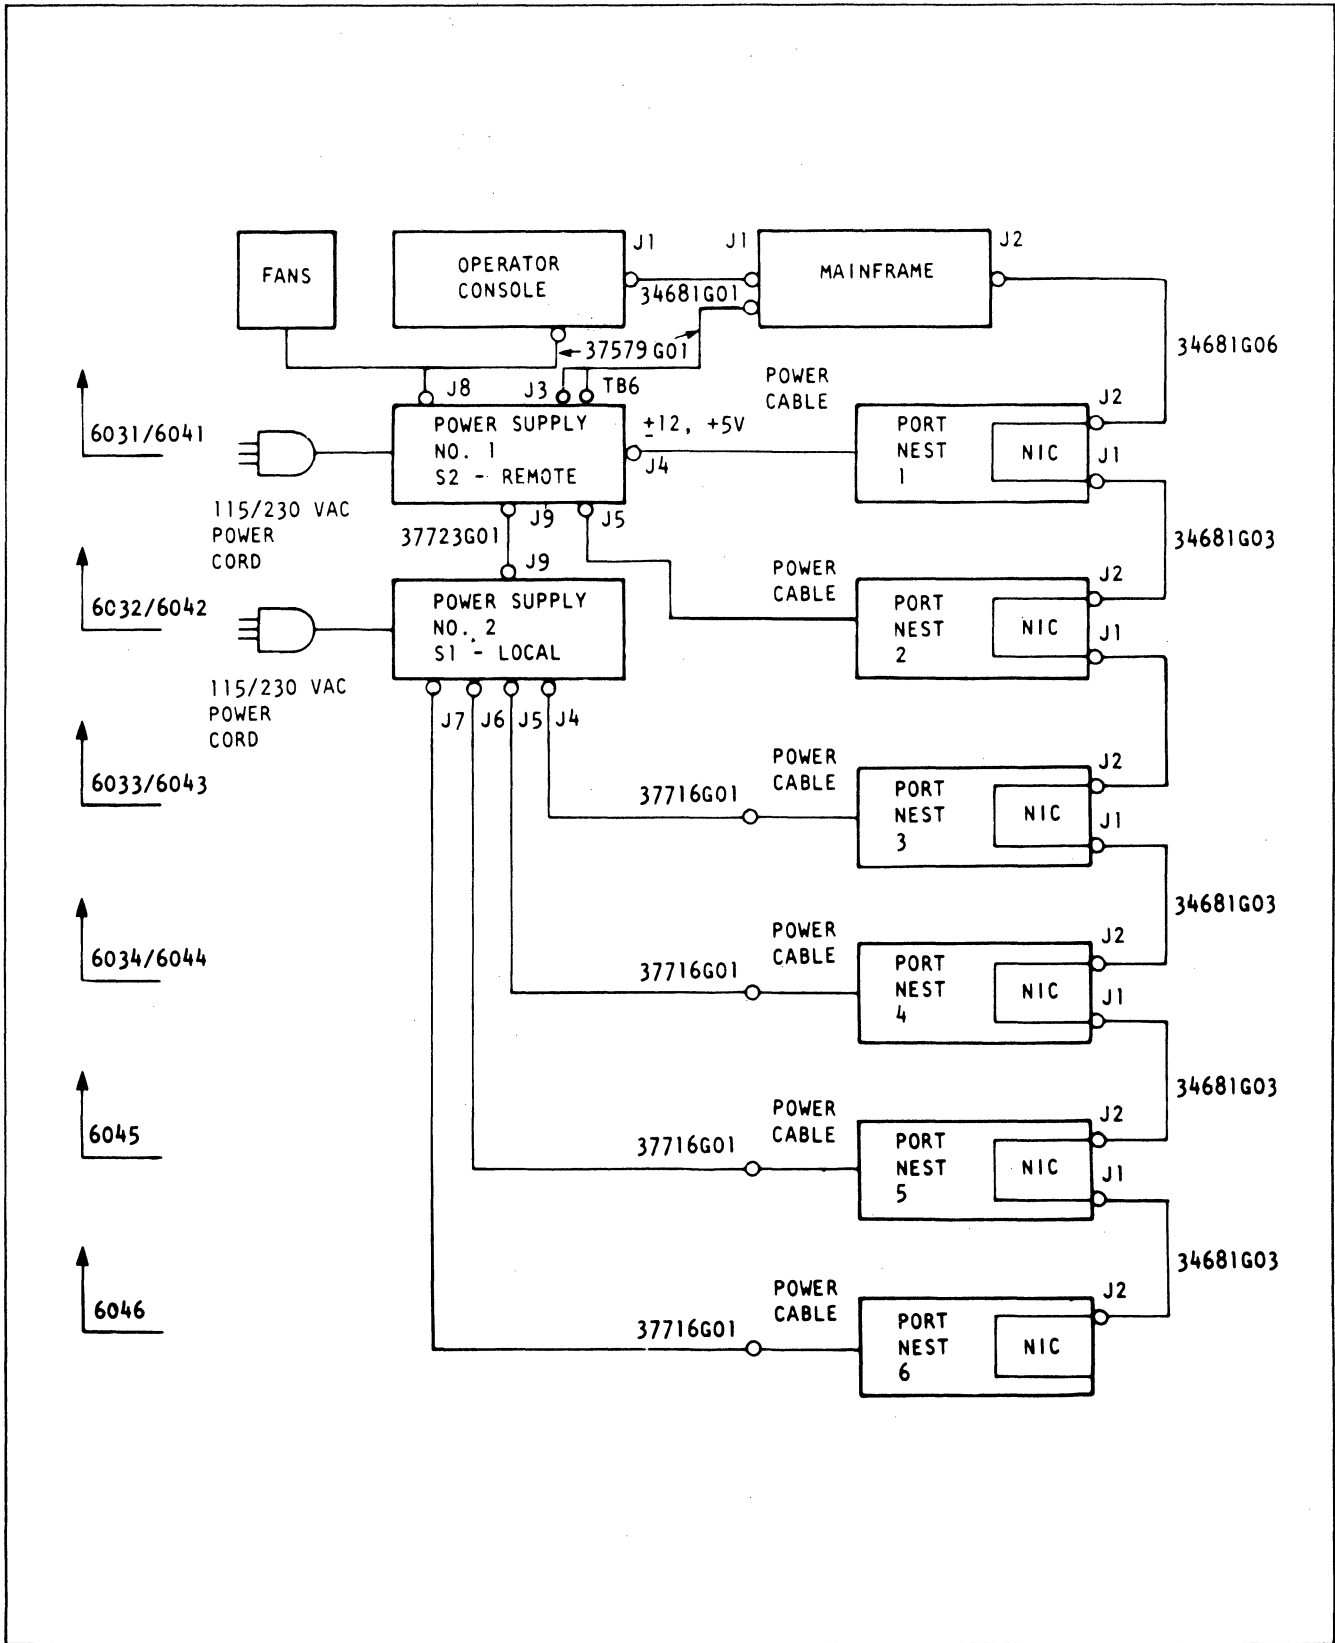 FANS
OPERATOR
CONSOLE
J1
J1
MAINFRAME
J2
34681G01
37579G01
34681G06
J8
J3
TB6
POWER
CABLE
6031/6041
POWER SUPPLY
NO. 1
S2 - REMOTE
±12, +5V
J4
PORT
NEST
1
NIC
J2
J1
115/230 VAC
POWER
CORD
J9
J5
37723G01
34681G03
J9
6032/6042
POWER SUPPLY
NO. 2
S1 - LOCAL
POWER
CABLE
PORT
NEST
2
NIC
J2
J1
115/230 VAC
POWER
CORD
J7
J6
J5
J4
6033/6043
37716G01
POWER
CABLE
PORT
NEST
3
NIC
J2
J1
34681G03
6034/6044
37716G01
POWER
CABLE
PORT
NEST
4
NIC
J2
J1
34681G03
6045
37716G01
POWER
CABLE
PORT
NEST
5
NIC
J2
J1
34681G03
6046
37716G01
POWER
CABLE
PORT
NEST
6
NIC
J2